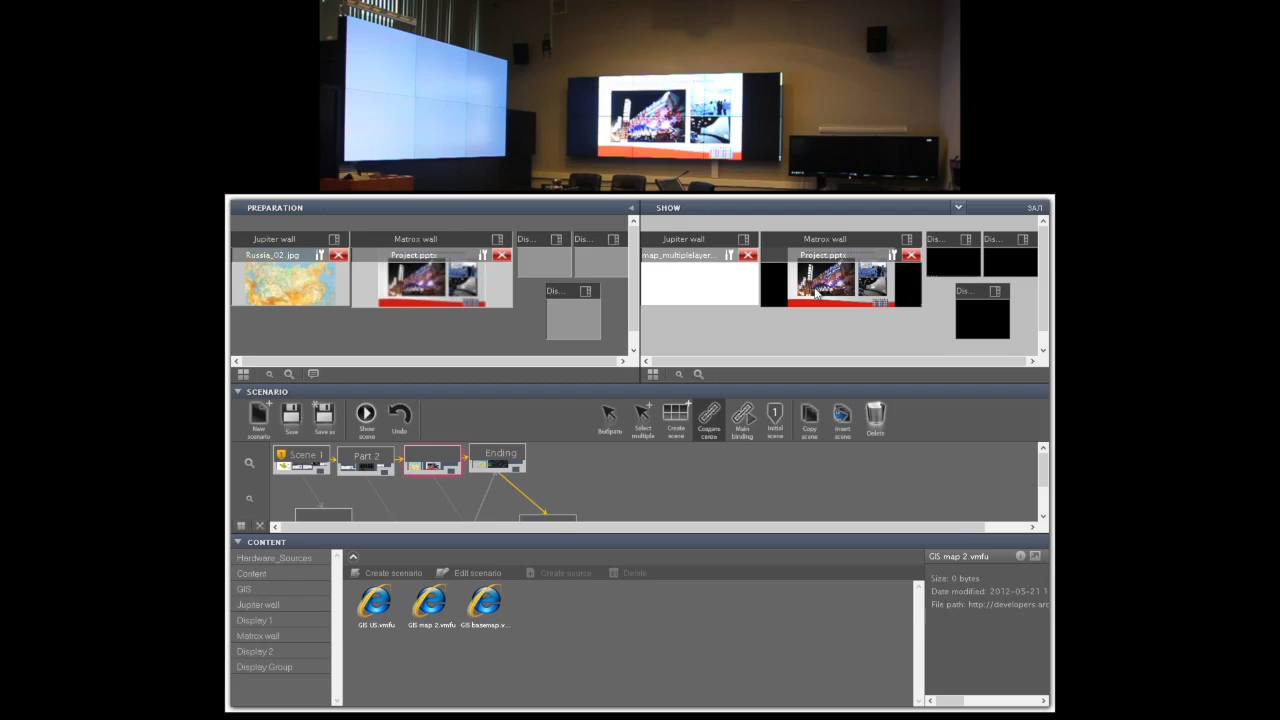 PREPARATION
SHOW
ЗАЛ
Jupiter wall
Matrox wall
Dis...
Dis...
Jupiter wall
Matrox wall
Dis...
Dis...
Russia_02.jpg
Project.pptx
map_multiplelayer...
Project.pptx
Dis...
Dis...
SCENARIO
New scenario
Save
Save as
Show scene
Undo
Выбрать
Select multiple
Create scene
Создать связь
Main binding
1
Initial scene
Copy scene
Insert scene
Delete
1
Scene 1
Part 2
Ending
CONTENT
Hardware_Sources
Content
GIS
Jupiter wall
Display 1
Matrox wall
Display 2
Display Group
Create scenario
Edit scenario
Create source
Delete
GIS US.vmfu
GIS map 2.vmfu
GIS basemap.v...
GIS map 2.vmfu
Size: 0 bytes
Date modified: 2012-05-21 1
File path: http://developers.arc